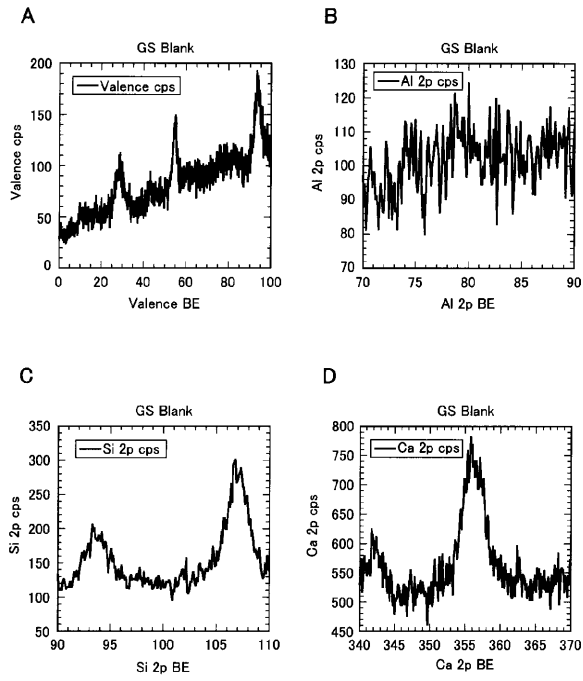 A
GS Blank
Valence cps
200
150
100
50
0
0 20 40 60 80 100
Valence cps
Valence BE
B
GS Blank
Al 2p cps
130
120
110
100
90
80
70
70 75 80 85 90
Al 2p cps
Al 2p BE
C
GS Blank
Si 2p cps
350
300
250
200
150
100
50
90 95 100 105 110
Si 2p cps
Si 2p BE
D
GS Blank
Ca 2p cps
800
750
700
650
600
550
500
450
340 345 350 355 360 365 370
Ca 2p cps
Ca 2p BE